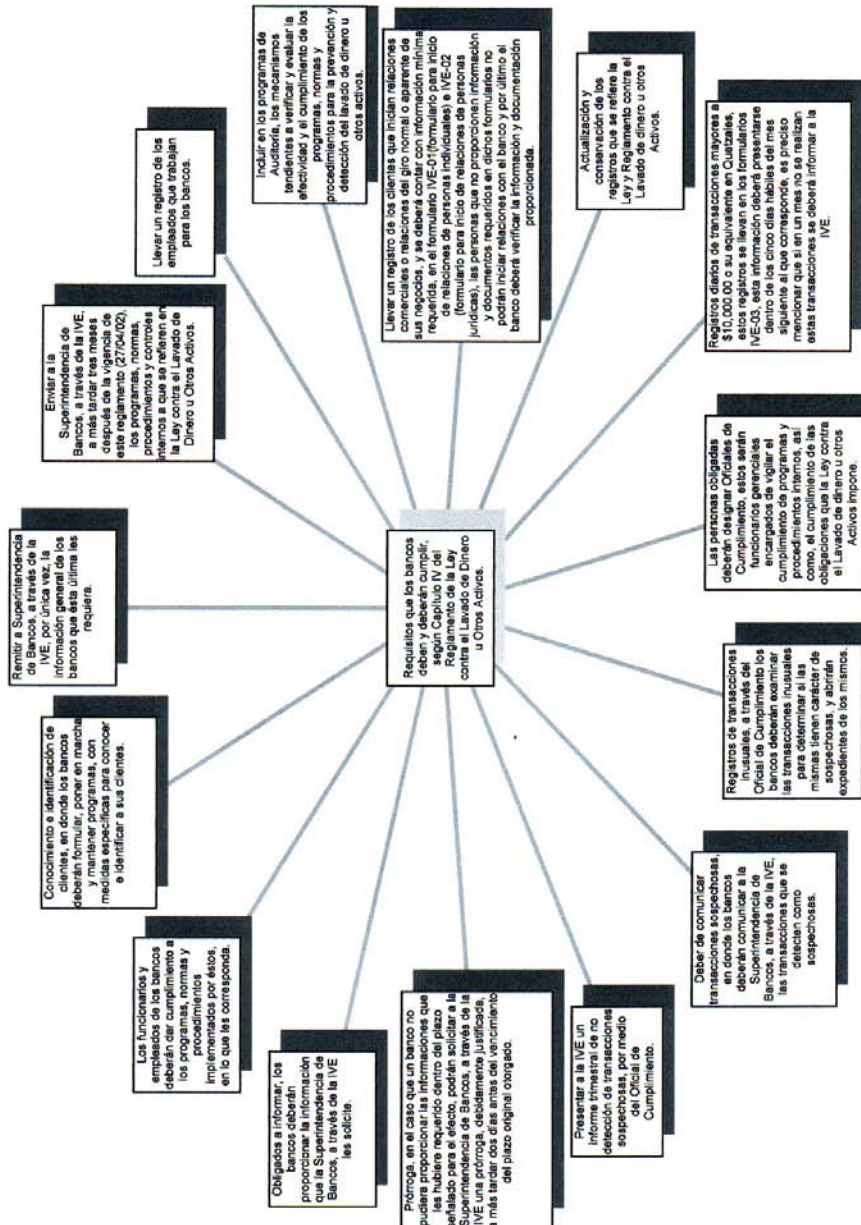 Requisitos que los bancos
deben y deberán cumplir,
según Capítulo IV del
Reglamento de la Ley
contra el Lavado de Dinero
u Otros Activos.
Remitir a Superintendencia
de Bancos, a través de la
IVE, por única vez, la
información general de los
bancos que ésta última les
requiera.
Enviar a la
Superintendencia de
Bancos, a través de la IVE,
a más tardar tres meses
después de la vigencia de
este reglamento (27/04/02),
los programas, normas,
procedimientos y controles
internos a que se refieren en
la Ley contra el Lavado de
Dinero u Otros Activos.
Llevar un registro de los
empleados que trabajan
para los bancos.
Incluir en los programas de
Auditoría, los mecanismos
tendientes a verificar y evaluar la
efectividad y el cumplimiento de los
programas, normas y
procedimientos para la prevención y
detección del lavado de dinero u
otros activos.
Llevar un registro de los clientes que inician relaciones
comerciales o relaciones del giro normal o aparente de
sus negocios, y se deberá contar con información mínima
requerida, en el formulario IVE-01(formulario para inicio
de relaciones de personas individuales) e IVE-02
(formulario para inicio de relaciones de personas
jurídicas), las personas que no proporcionan información
y documentos requeridos en dichos formularios no
podrán iniciar relaciones con el banco y por último el
banco deberá verificar la información y documentación
proporcionada.
Actualización y
conservación de los
registros que se refiere la
Ley y Reglamento contra el
Lavado de dinero u otros
Activos.
Registros diarios de transacciones mayores a
$10,000.00 o su equivalente en Quetzales,
estos registros se llevan en los formularios
IVE-03, esta información deberá presentarse
dentro de los cinco días hábiles del mes
siguiente al que corresponde, es preciso
mencionar que si en un mes no se realizan
estas transacciones se deberá informar a la
IVE.
Las personas obligadas
deberán designar Oficiales de
Cumplimiento, estos serán
funcionarios gerenciales
encargados de vigilar el
cumplimiento de programas y
procedimientos internos, así
como, el cumplimiento de las
obligaciones que la Ley contra
el Lavado de dinero u otros
Activos impone.
Registros de transacciones
inusuales, a través del
Oficial de Cumplimiento los
bancos deberán examinar
las transacciones inusuales
para determinar si las
mismas tienen carácter de
sospechosas, y abrirán
expedientes de los mismos.
Deber de comunicar
transacciones sospechosas,
en donde los bancos
deberán comunicar a la
Superintendencia de
Bancos, a través de la IVE,
las transacciones que se
detecten como
sospechosas.
Presentar a la IVE un
informe trimestral de no
detección de transacciones
sospechosas, por medio
del Oficial de
Cumplimiento.
Prórroga, en el caso que un banco no
pudiera proporcionar las informaciones que
les hubiere requerido dentro del plazo
señalado para el efecto, podrán solicitar a la
Superintendencia de Bancos, a través de la
IVE una prórroga, debidamente justificada,
a más tardar dos días antes del vencimiento
del plazo original otorgado.
Obligados a informar, los
bancos deberán
proporcionar la información
que la Superintendencia de
Bancos, a través de la IVE
les solicite.
Los funcionarios y
empleados de los bancos
deberán dar cumplimiento a
los programas, normas y
procedimientos
implementados por éstos,
en lo que les corresponda.
Conocimiento e identificación de
clientes, en donde los bancos
deberán formular, poner en marcha
y mantener programas, con
medidas específicas para conocer
e identificar a sus clientes.